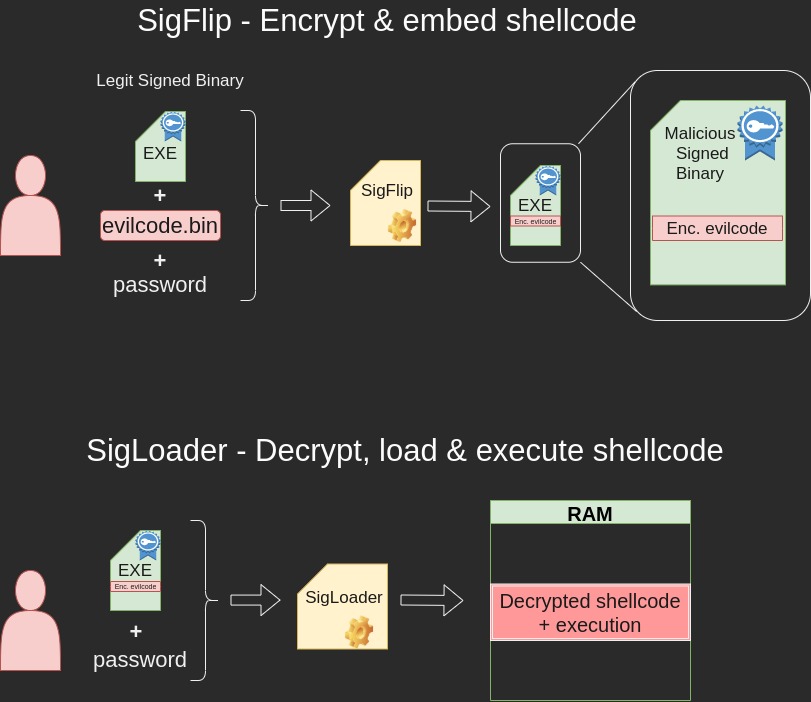 SigFlip - Encrypt & embed shellcode
Legit Signed Binary
EXE
+
evilcode.bin
+
password
SigFlip
EXE
Enc. evilcode
Malicious
Signed
Binary
Enc. evilcode
SigLoader - Decrypt, load & execute shellcode
EXE
Enc. evilcode
+
password
SigLoader
RAM
Decrypted shellcode
+ execution